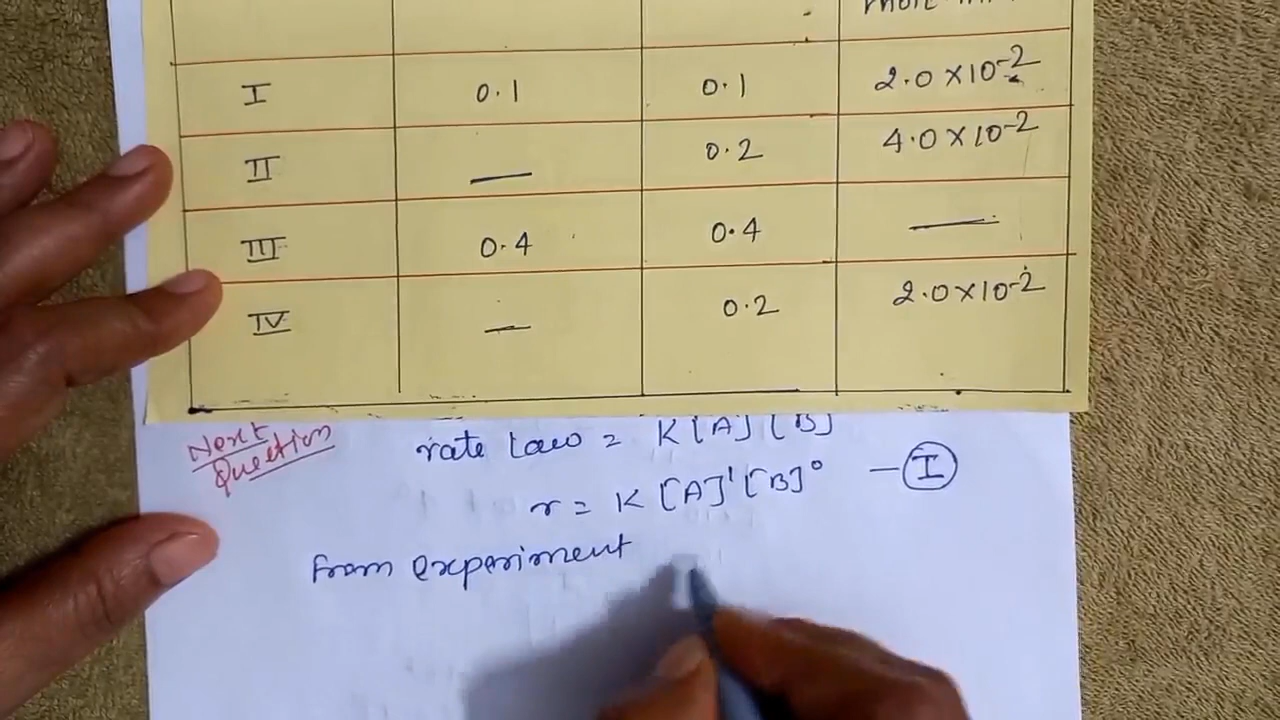 I 0.1 0.1 2.0 × 10⁻²
II — 0.2 4.0 × 10⁻²
III 0.4 0.4 —
IV — 0.2 2.0 × 10⁻²
Next
Question
rate law = K [A] [B]
r = K [A]¹ [B]⁰ — I
From experiment